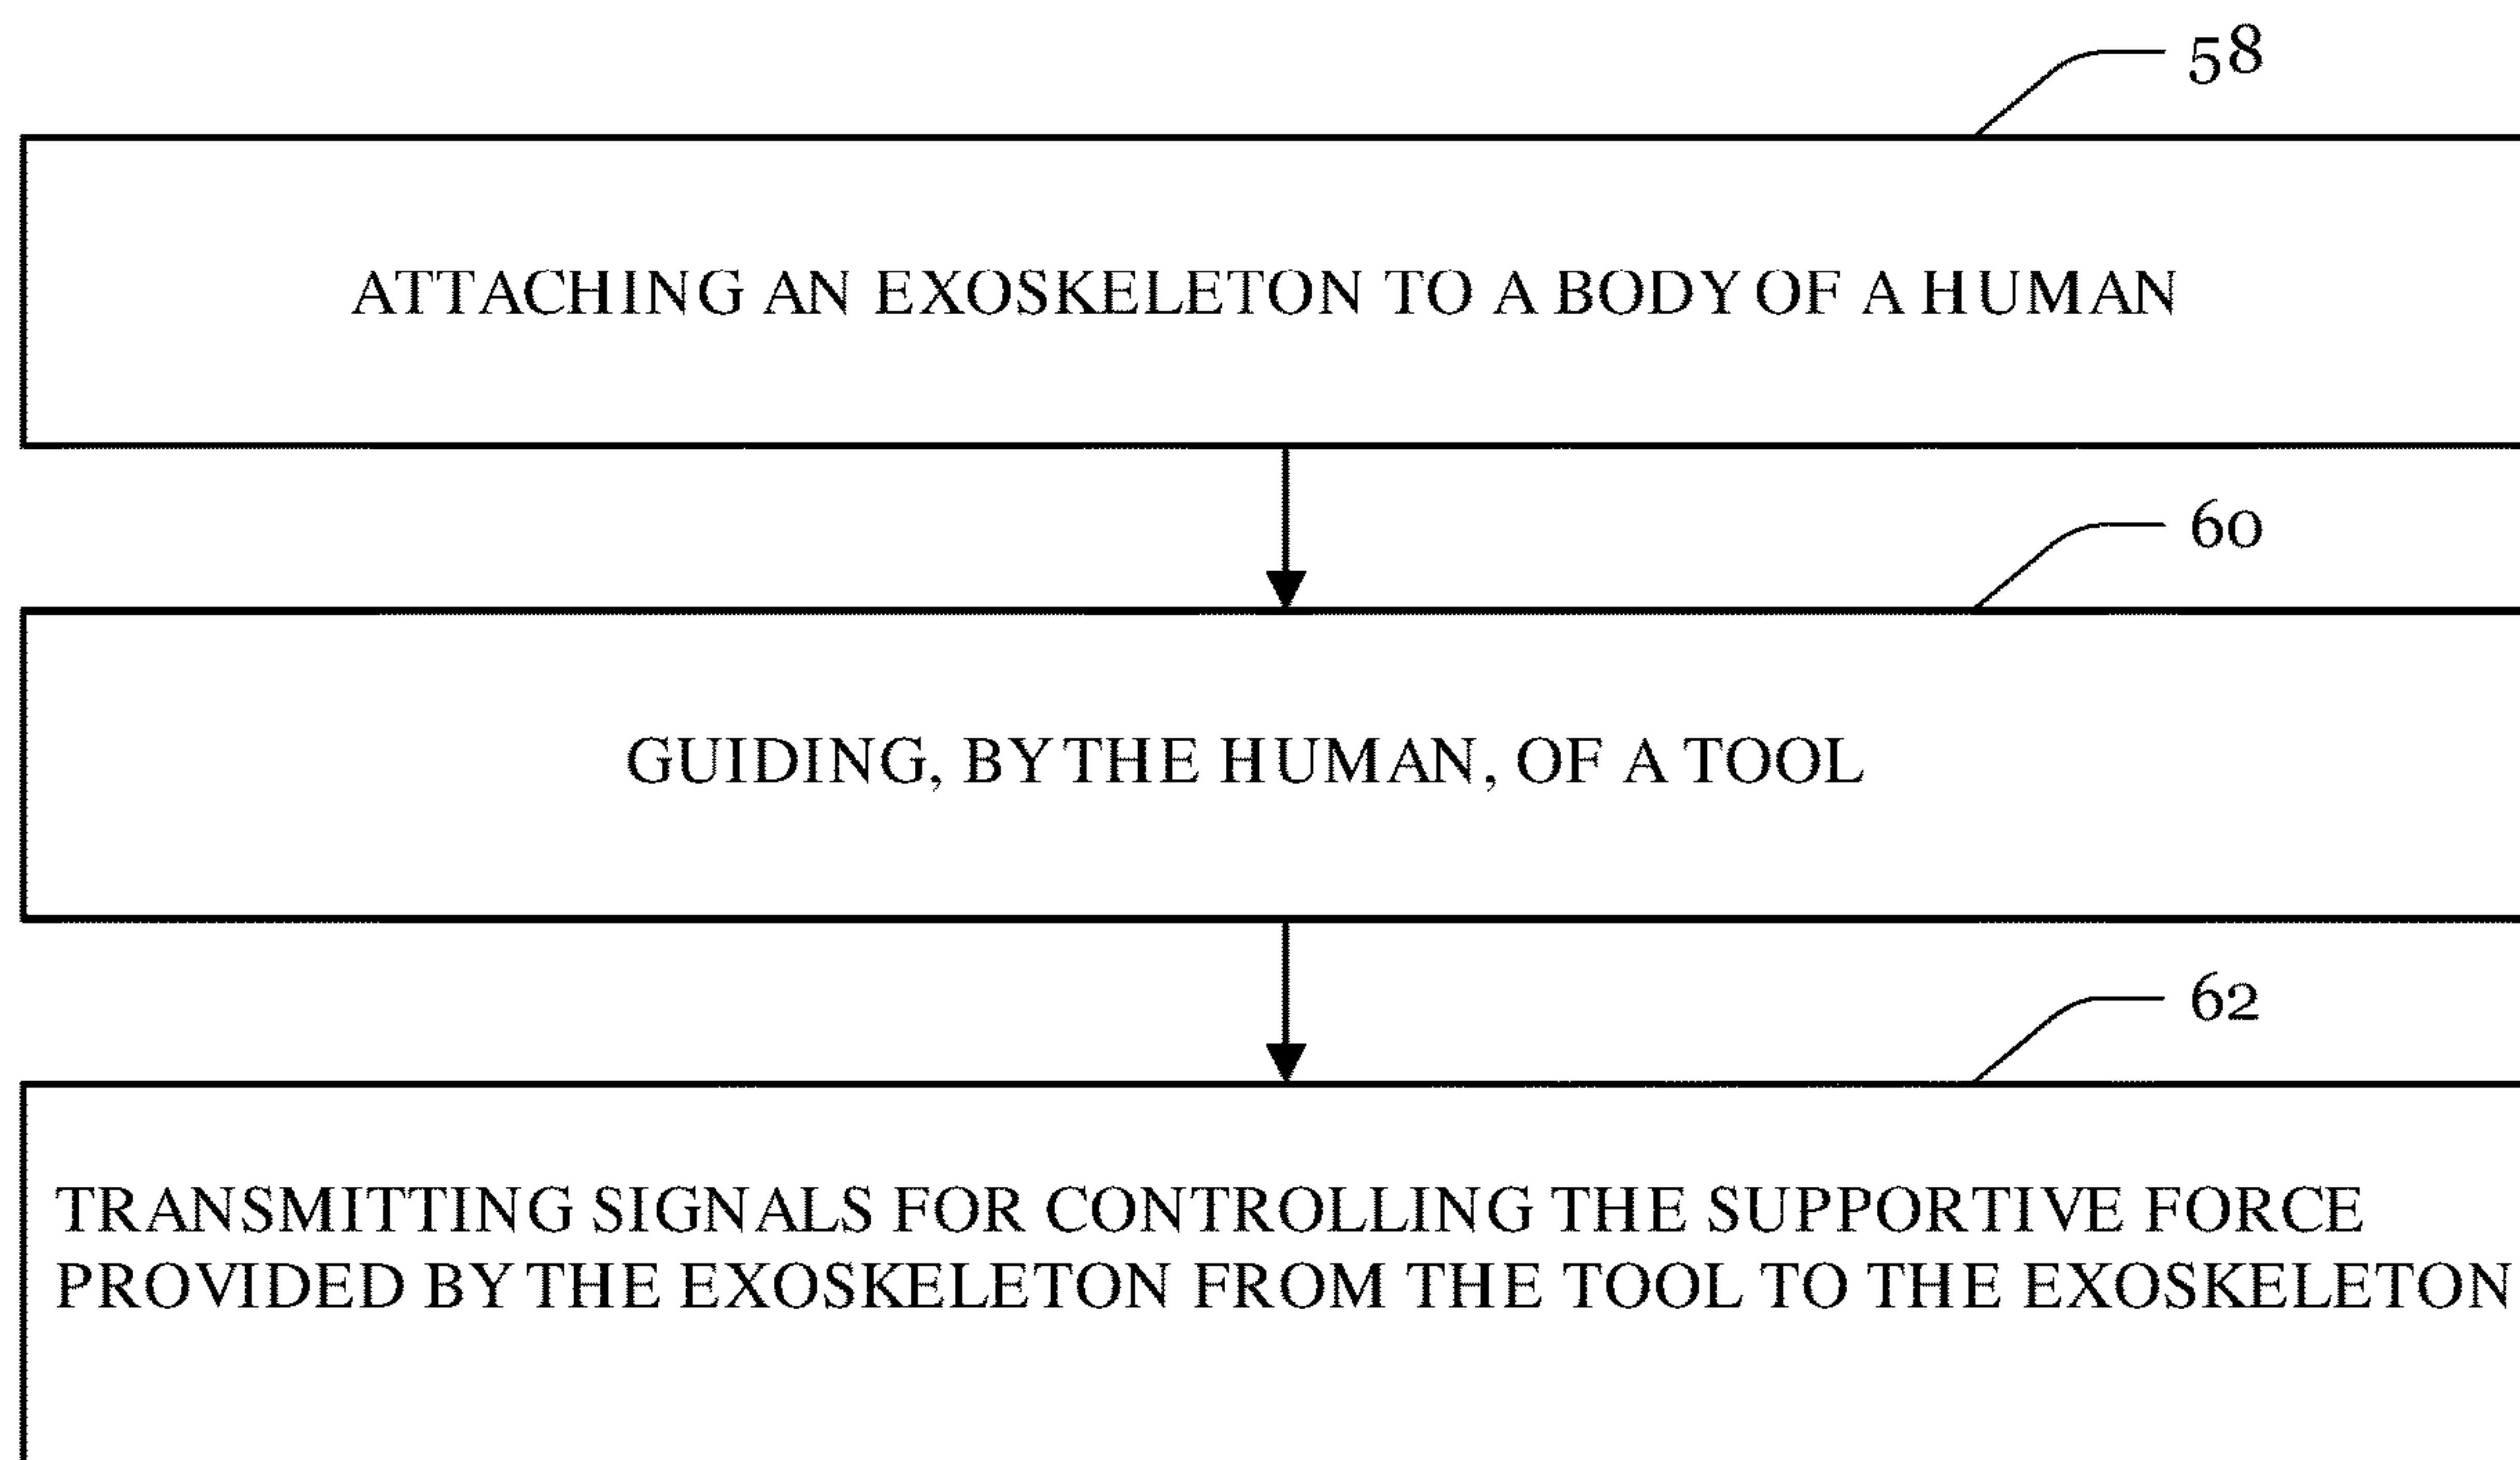 58
ATTACHING AN EXOSKELETON TO A BODY OF A HUMAN
60
GUIDING, BY THE HUMAN, OF A TOOL
62
TRANSMITTING SIGNALS FOR CONTROLLING THE SUPPORTIVE FORCE
PROVIDED BY THE EXOSKELETON FROM THE TOOL TO THE EXOSKELETON